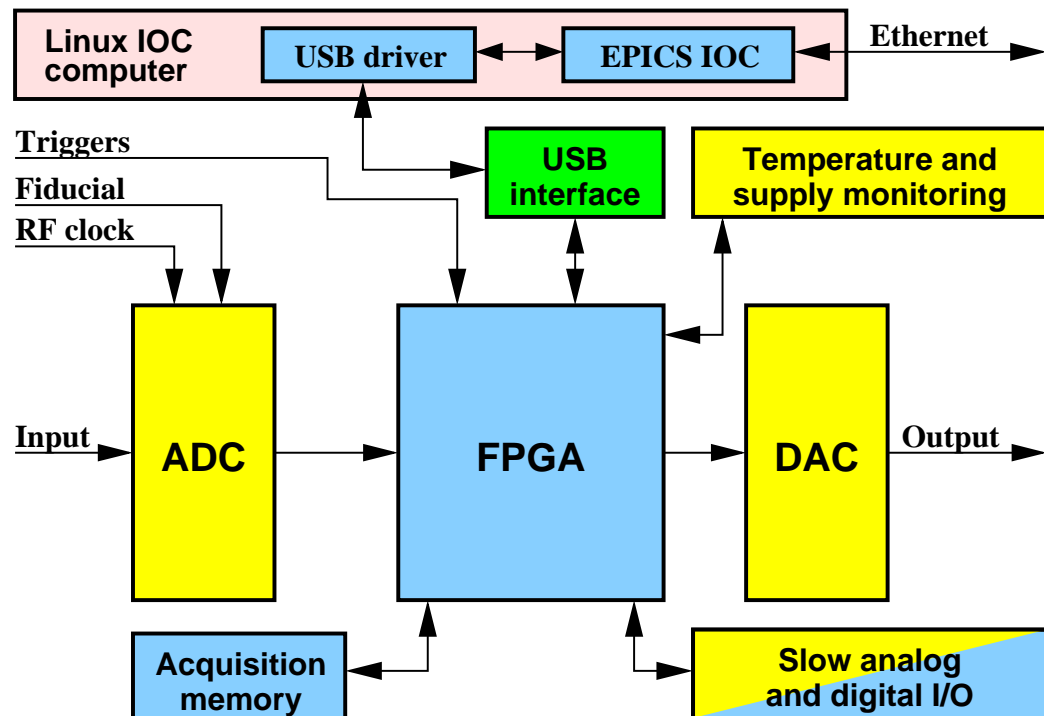 Linux IOC
computer
USB driver
EPICS IOC
Ethernet
Triggers
Fiducial
RF clock
USB
interface
Temperature and
supply monitoring
Input
ADC
FPGA
DAC
Output
Acquisition
memory
Slow analog
and digital I/O